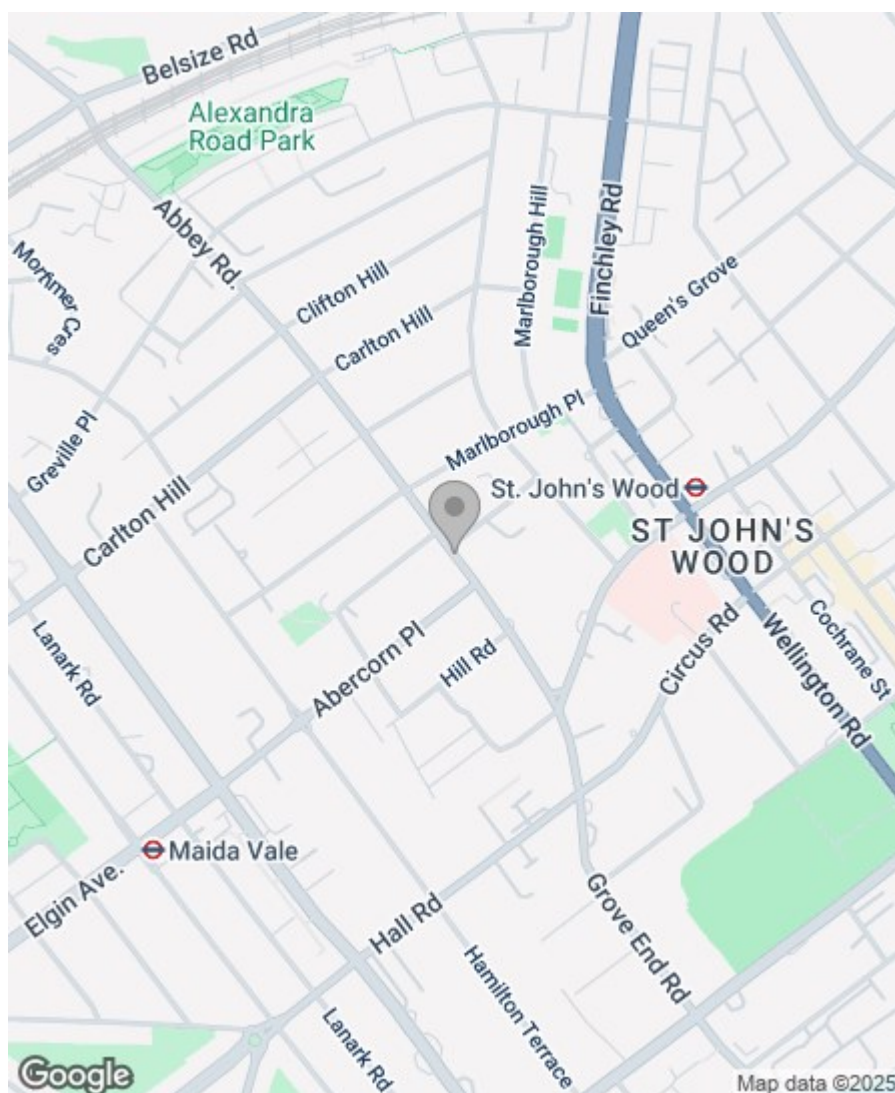 Belsize Rd
Alexandra
Road Park
Abbey Rd.
Mortimer Cres
Clifton Hill
Marlborough Hill
Finchley Rd
Queen's Grove
Carlton Hill
Greville Pl
Marlborough Pl
Carlton Hill
St. John's Wood
ST JOHN'S
WOOD
Lanark Rd
Abercorn Pl
Hill Rd
Circus Rd
Cochrane St
Wellington Rd
Maida Vale
Elgin Ave.
Hall Rd
Grove End Rd
Hamilton Terrace
Lanark Rd
Google
Map data ©2025